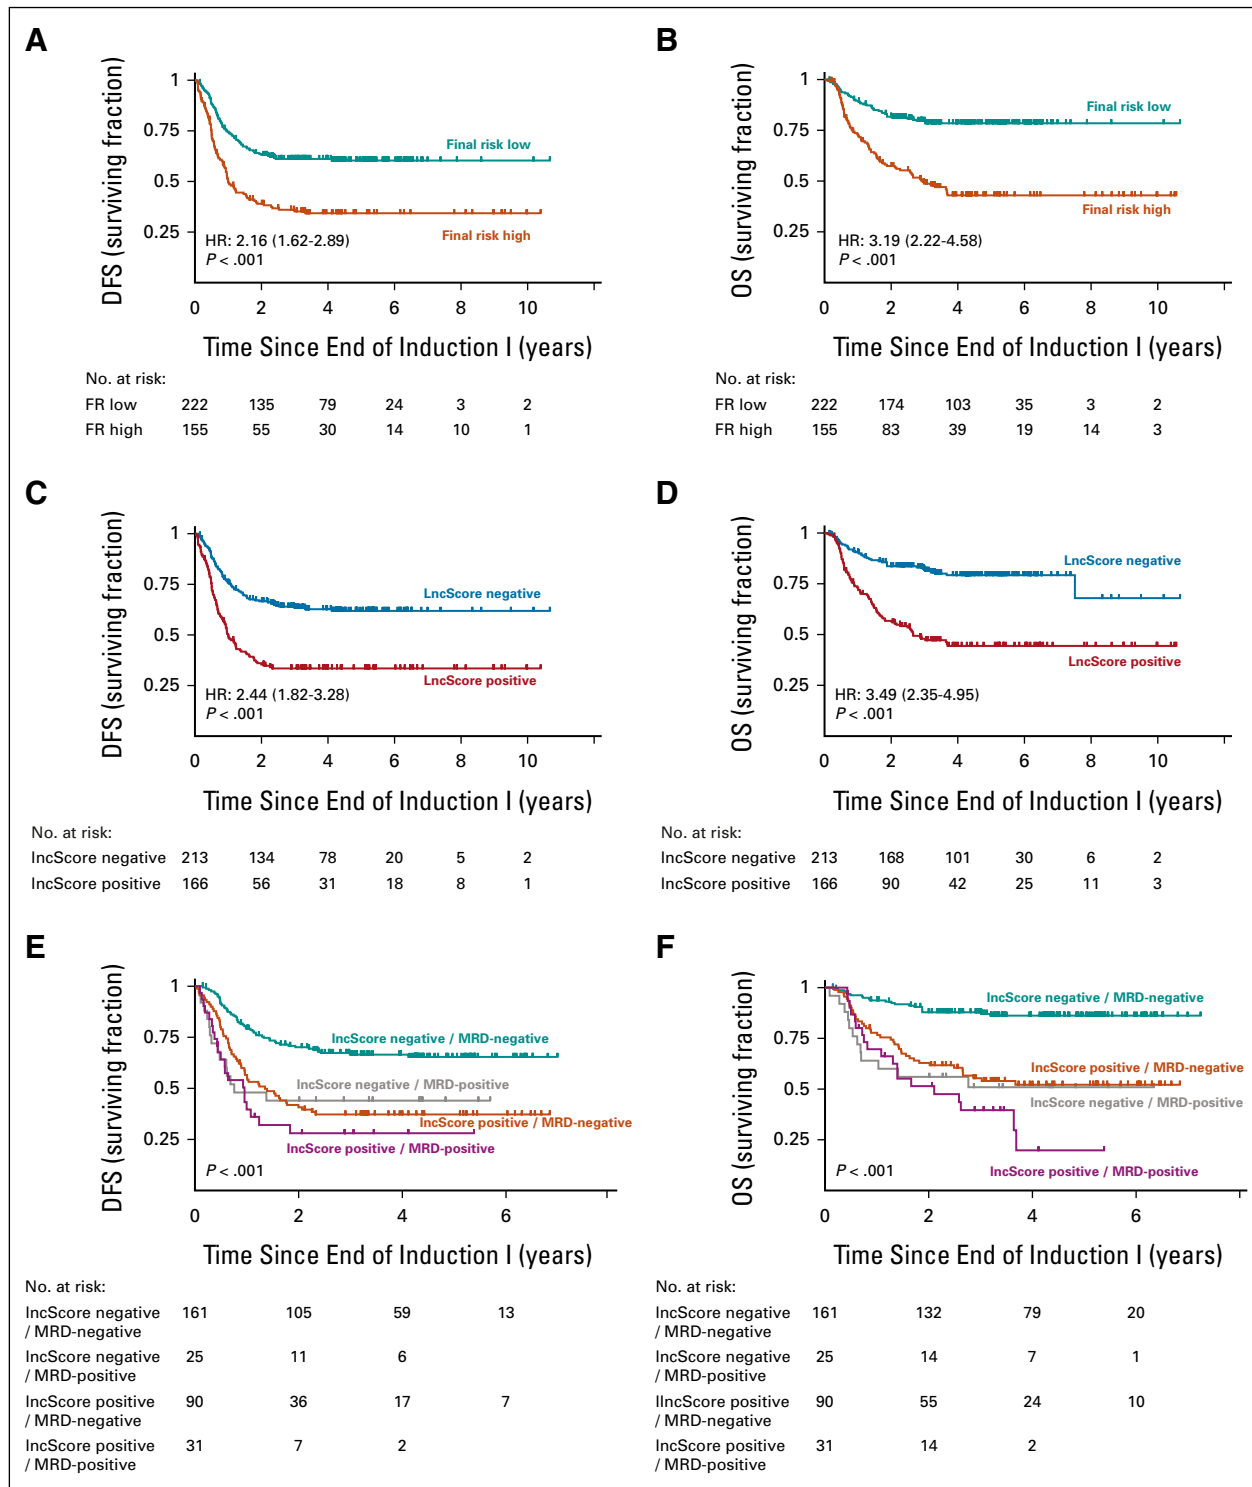 A
1
0.75
0.5
0.25
DFS (surviving fraction)
Final risk low
Final risk high
HR: 2.16 (1.62-2.89)
P < .001
0 2 4 6 8 10
Time Since End of Induction I (years)
No. at risk:
FR low 222 135 79 24 3 2
FR high 155 55 30 14 10 1
B
1
0.75
0.5
0.25
OS (surviving fraction)
Final risk low
Final risk high
HR: 3.19 (2.22-4.58)
P < .001
0 2 4 6 8 10
Time Since End of Induction I (years)
No. at risk:
FR low 222 174 103 35 3 2
FR high 155 83 39 19 14 3
C
1
0.75
0.5
0.25
DFS (surviving fraction)
LncScore negative
LncScore positive
HR: 2.44 (1.82-3.28)
P < .001
0 2 4 6 8 10
Time Since End of Induction I (years)
No. at risk:
lncScore negative 213 134 78 20 5 2
lncScore positive 166 56 31 18 8 1
D
1
0.75
0.5
0.25
OS (surviving fraction)
LncScore negative
LncScore positive
HR: 3.49 (2.35-4.95)
P < .001
0 2 4 6 8 10
Time Since End of Induction I (years)
No. at risk:
lncScore negative 213 168 101 30 6 2
lncScore positive 166 90 42 25 11 3
E
1
0.75
0.5
0.25
DFS (surviving fraction)
lncScore negative / MRD-negative
lncScore negative / MRD-positive
lncScore positive / MRD-negative
lncScore positive / MRD-positive
P < .001
0 2 4 6
Time Since End of Induction I (years)
No. at risk:
lncScore negative 161 105 59 13
/ MRD-negative
lncScore negative 25 11 6
/ MRD-positive
lncScore positive 90 36 17 7
/ MRD-negative
lncScore positive 31 7 2
/ MRD-positive
F
1
0.75
0.5
0.25
OS (surviving fraction)
lncScore negative / MRD-negative
lncScore positive / MRD-negative
lncScore negative / MRD-positive
lncScore positive / MRD-positive
P < .001
0 2 4 6
Time Since End of Induction I (years)
No. at risk:
lncScore negative 161 132 79 20
/ MRD-negative
lncScore negative 25 14 7 1
/ MRD-positive
llncScore positive 90 55 24 10
/ MRD-negative
lncScore positive 31 14 2
/ MRD-positive